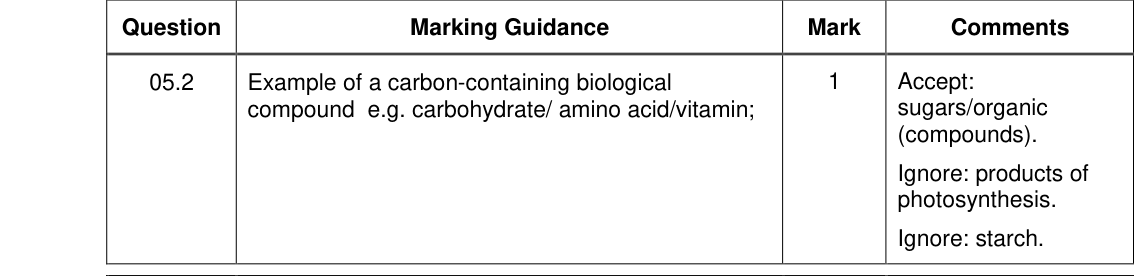 Question Marking Guidance Mark Comments
05.2 Example of a carbon-containing biological 1 Accept:
compound  e.g. carbohydrate/ amino acid/vitamin; sugars/organic
(compounds).
Ignore: products of
photosynthesis.
Ignore: starch.